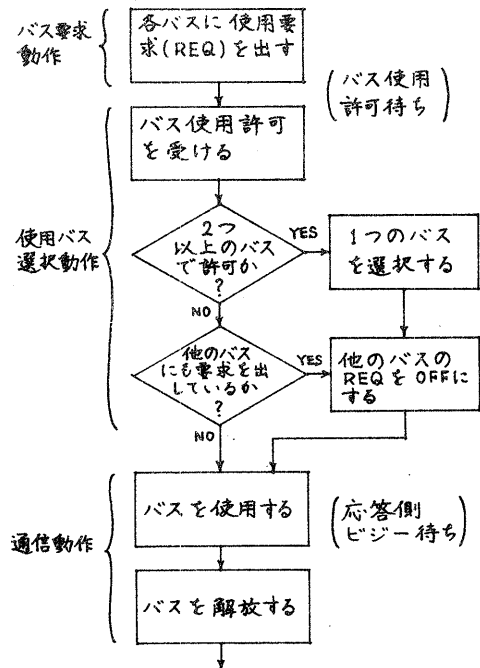 バス要求
動作
各バスに使用要
求(REQ)を出す
(バス使用
許可待ち)
バス使用許可
を受ける
使用バス
選択動作
2つ
以上のバス
で許可か
?
YES
1つのバス
を選択する
NO
他のバス
にも要求を出
しているか
?
YES
他のバスの
REQをOFFに
する
NO
通信動作
バスを使用する
(応答側
ビジー待ち)
バスを解放する